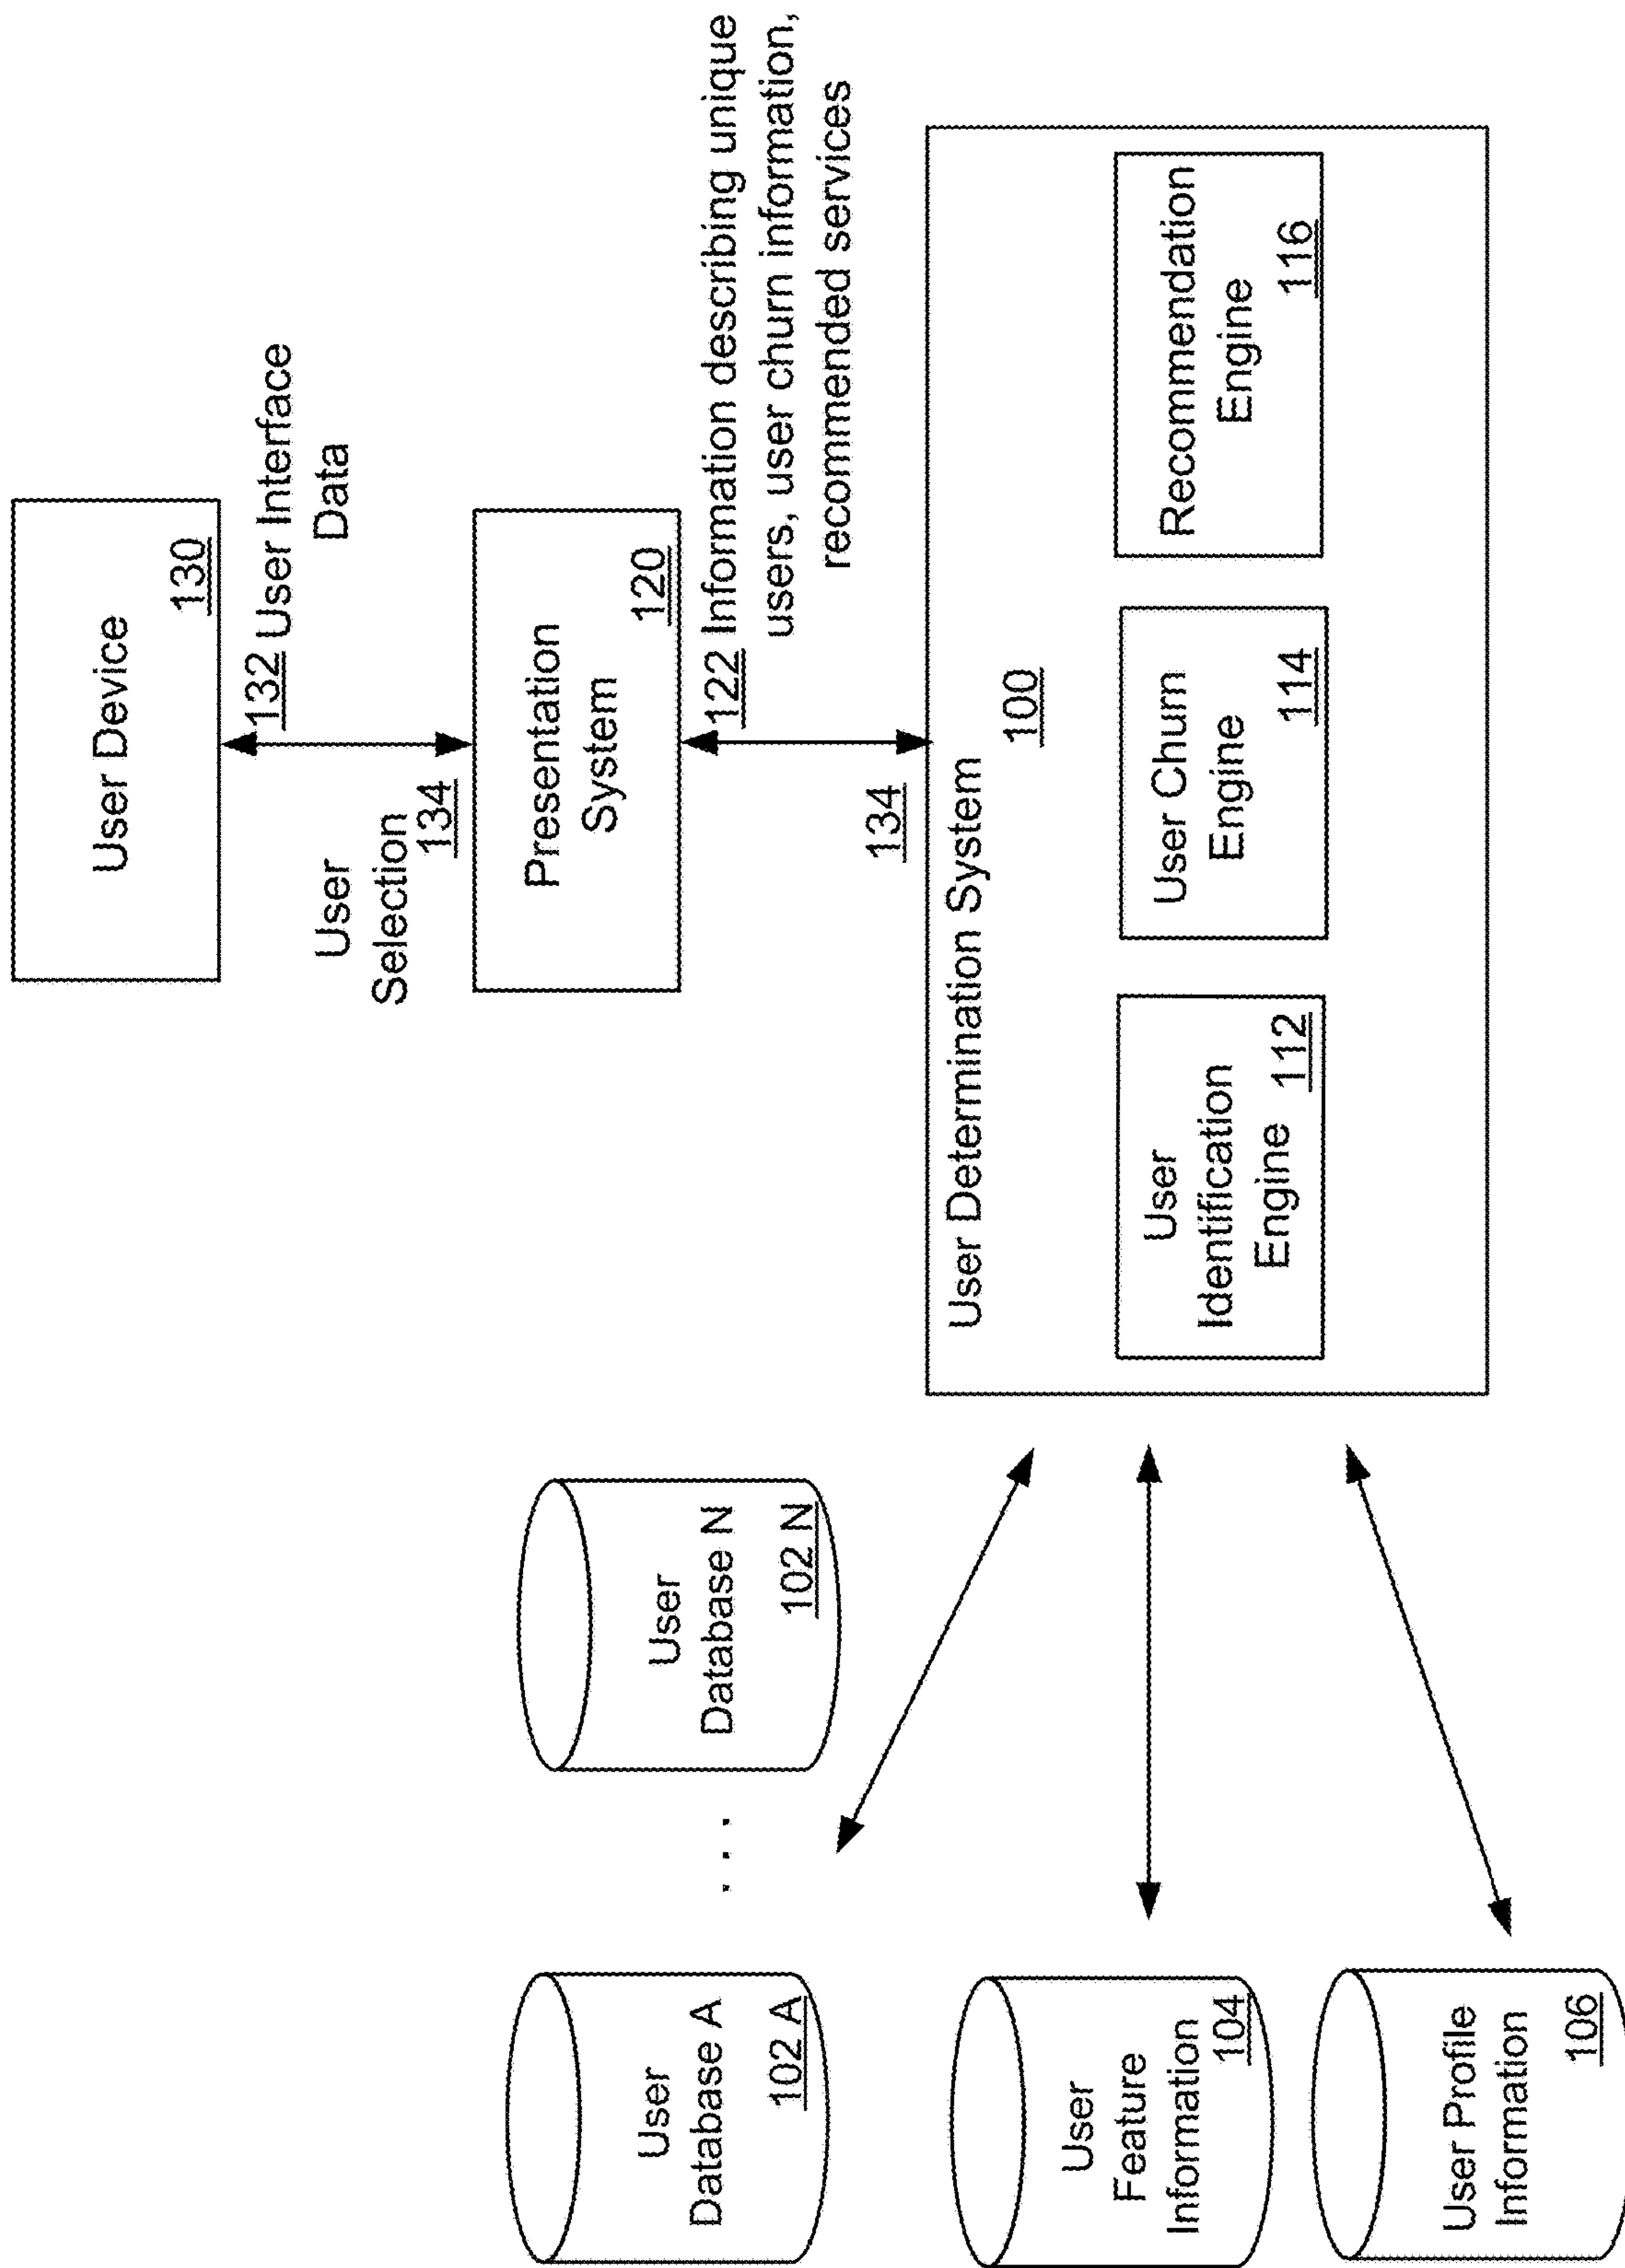 User Device
130
132 User Interface
Data
User
Selection
134
Presentation
System
120
122 Information describing unique
users, user churn information,
recommended services
134
User Determination System
100
User
Identification
Engine
112
User Churn
Engine
114
Recommendation
Engine
116
User
Database A
102 A
. . .
User
Database N
102 N
User
Feature
Information
104
User Profile
Information
106